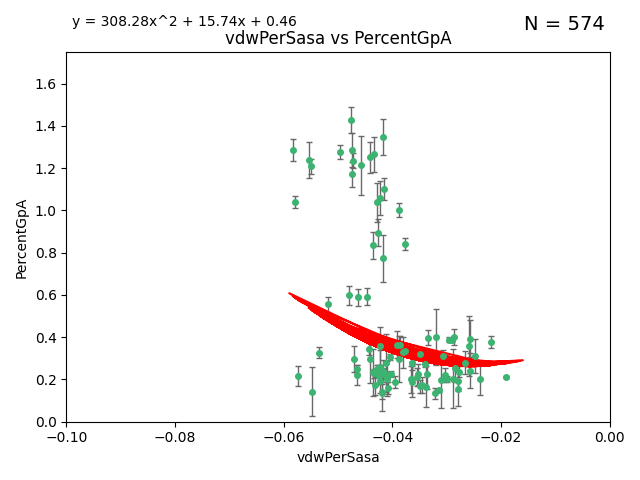 y = 308.28x^2 + 15.74x + 0.46
N = 574
vdwPerSasa vs PercentGpA
PercentGpA
1.6
1.4
1.2
1.0
0.8
0.6
0.4
0.2
0.0
−0.10 −0.08 −0.06 −0.04 −0.02 0.00
vdwPerSasa